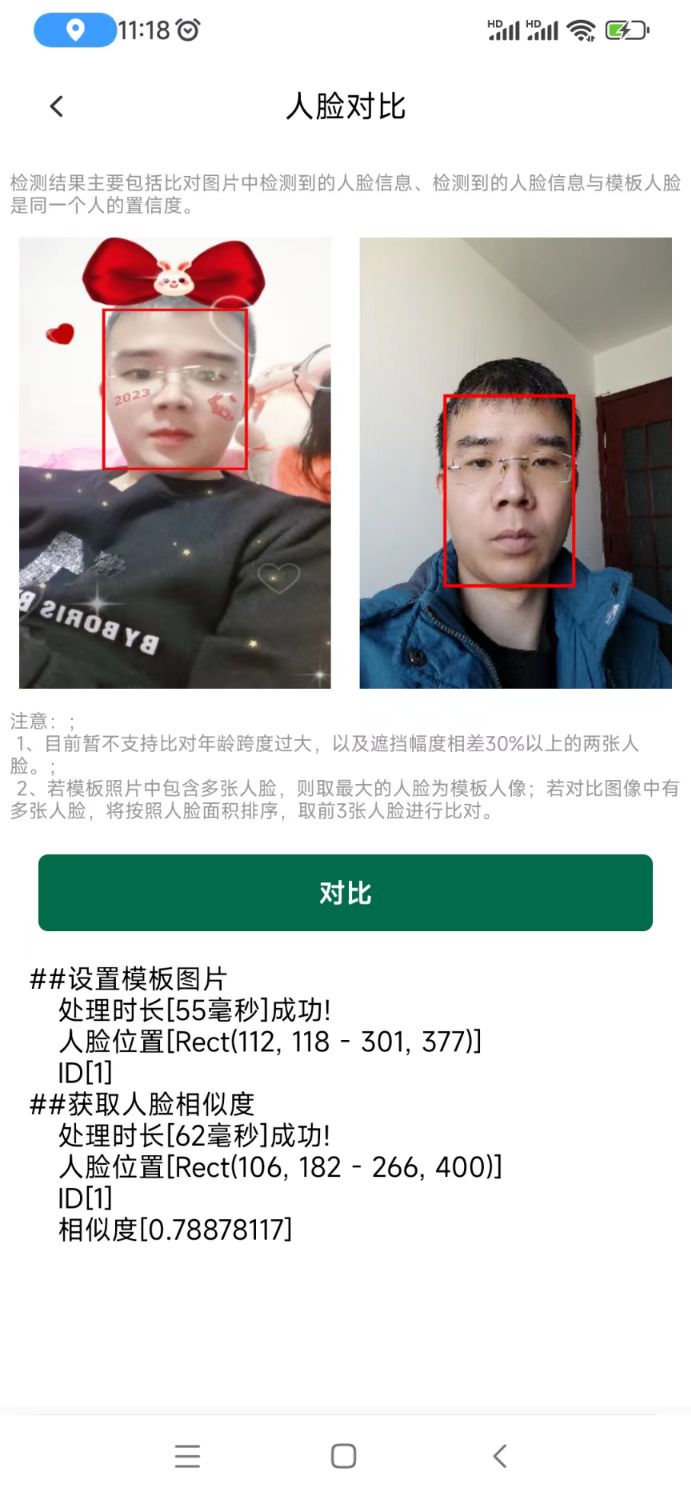 11:18
HD HD
人脸对比
检测结果主要包括比对图片中检测到的人脸信息、检测到的人脸信息与模板人脸
是同一个人的置信度。
2023
BYBORIS B
注意：;
1、目前暂不支持比对年龄跨度过大，以及遮挡幅度相差30%以上的两张人
脸。;
2、若模板照片中包含多张人脸，则取最大的人脸为模板人像；若对比图像中有
多张人脸，将按照人脸面积排序，取前3张人脸进行比对。
对比
##设置模板图片
处理时长[55毫秒]成功!
人脸位置[Rect(112, 118 - 301, 377)]
ID[1]
##获取人脸相似度
处理时长[62毫秒]成功!
人脸位置[Rect(106, 182 - 266, 400)]
ID[1]
相似度[0.78878117]